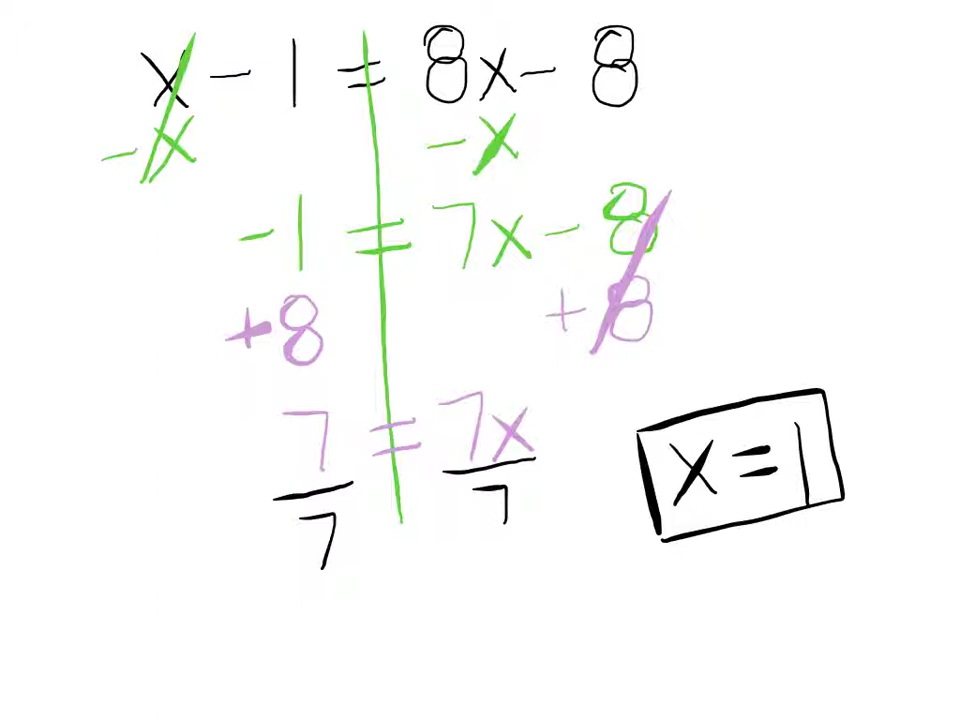 x - 1 = 8x - 8
-x -x
-1 = 7x - 8
+8 +8
7 = 7x
7 7
x = 1